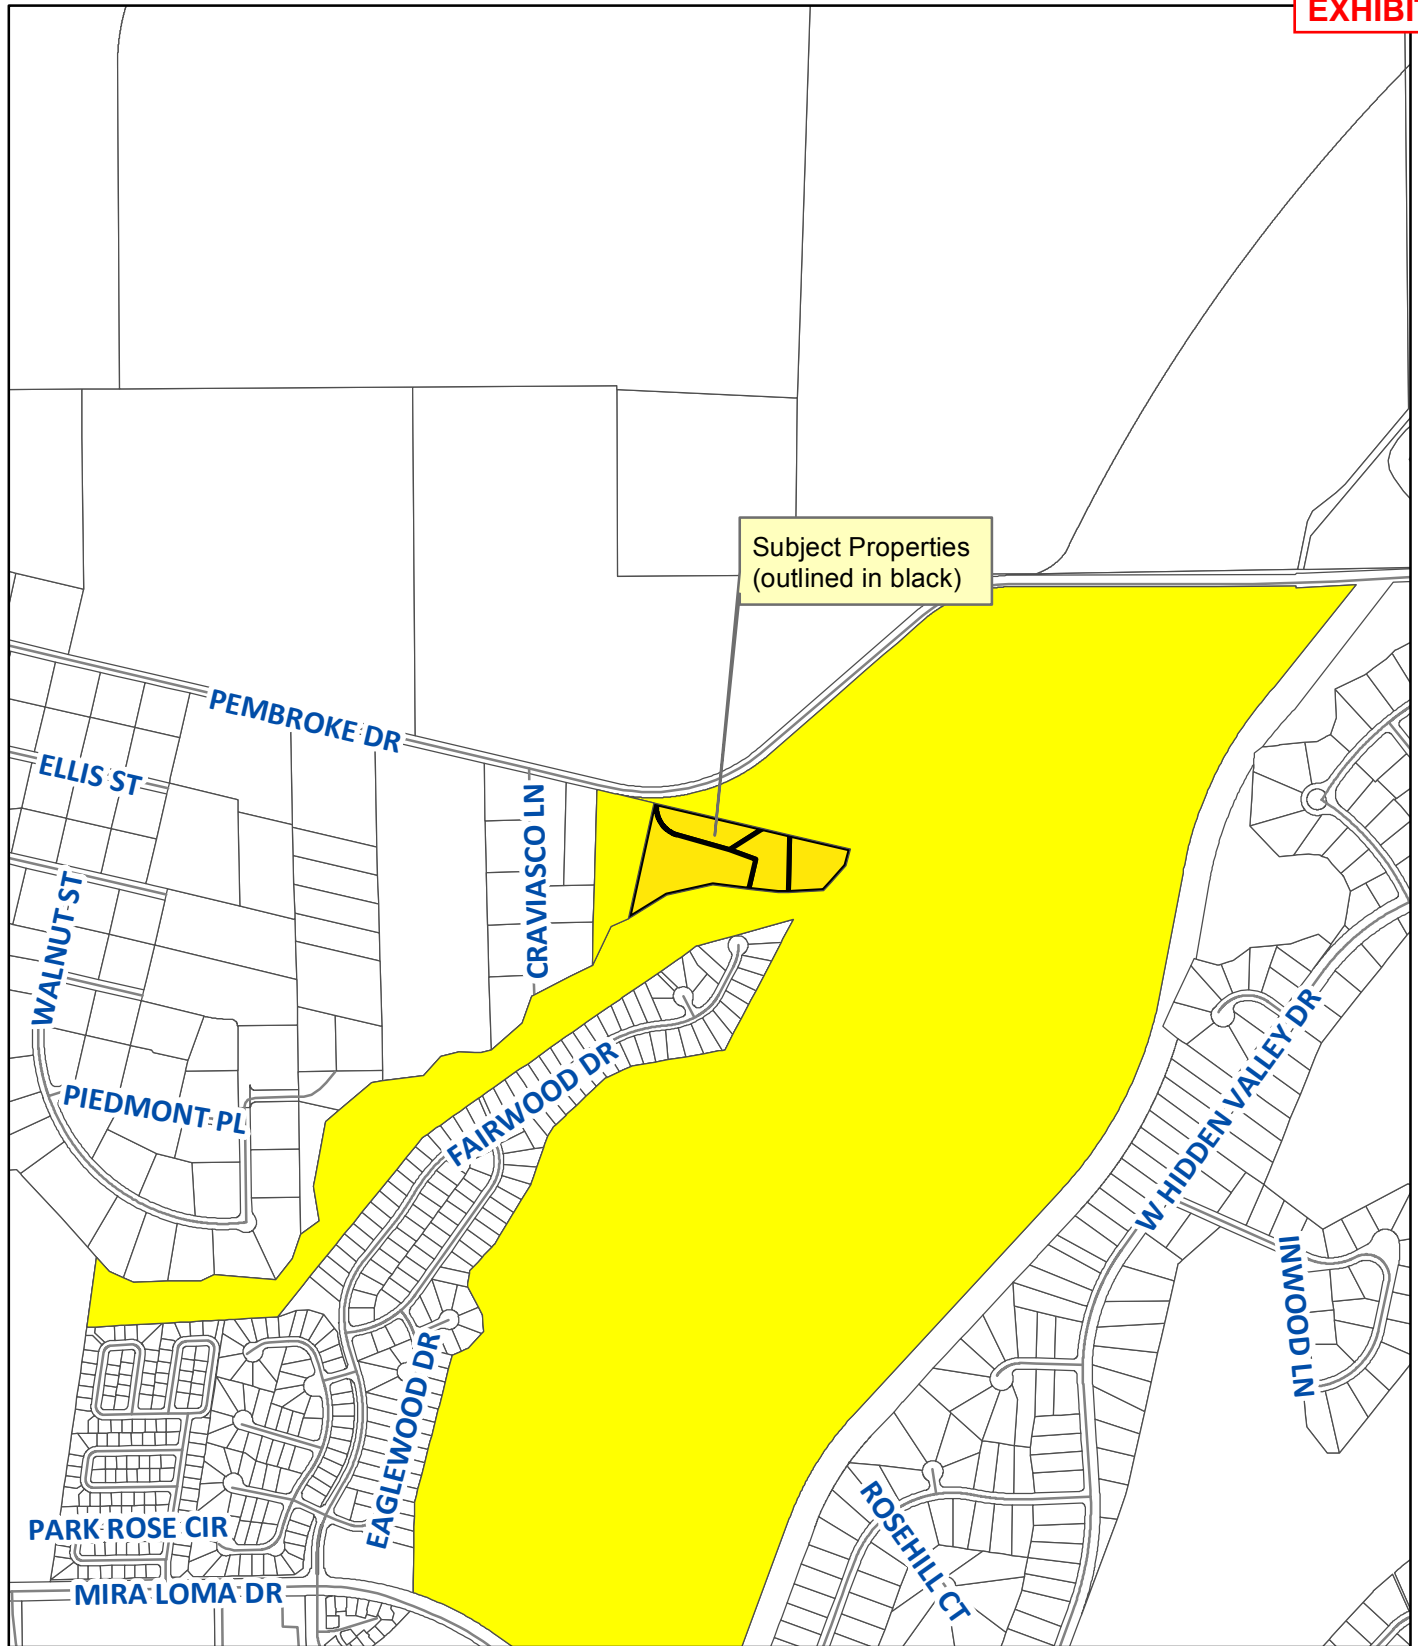 EXHIBIT
Subject Properties
(outlined in black)
PEMBROKE DR
ELLIS ST
CRAVIASCO LN
WALNUT ST
PIEDMONT PL
FAIRWOOD DR
W HIDDEN VALLEY DR
INWOOD LN
EAGLEWOOD DR
ROSEHILL CT
PARK ROSE CIR
MIRA LOMA DR